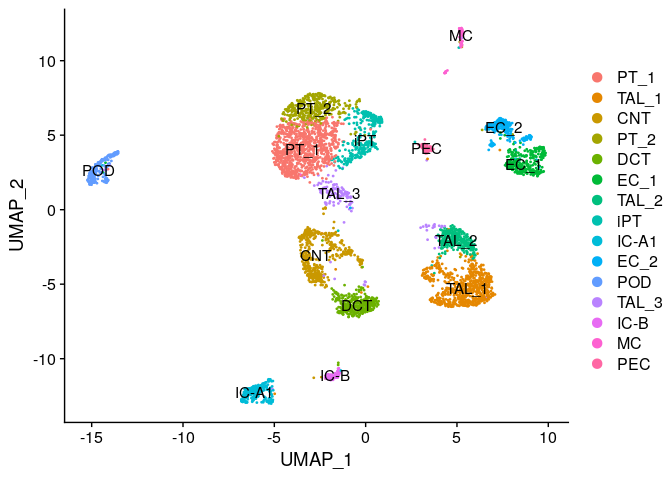 MC
10
PT_1
TAL_1
CNT
PT_2
DCT
EC_1
TAL_2
iPT
IC-A1
EC_2
POD
TAL_3
IC-B
MC
PEC
PT_2
EC_2
5
iPT
PT_1
PEC
EC_1
POD
TAL_3
UMAP_2
0
TAL_2
CNT
-5
TAL_1
DCT
-10
IC-B
IC-A1
-15 -10 -5 0 5 10
UMAP_1